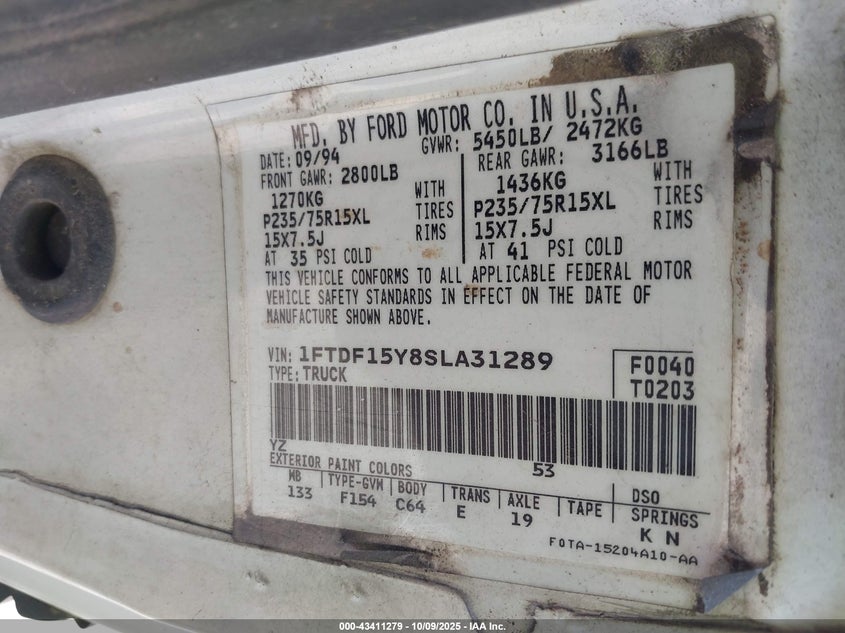 MFD. BY FORD MOTOR CO. IN U.S.A.
DATE: 09/94 GVWR: 5450LB/ 2472KG
FRONT GAWR: 2800LB REAR GAWR: 3166LB
1270KG WITH 1436KG WITH
P235/75R15XL TIRES P235/75R15XL TIRES
15X7.5J RIMS 15X7.5J RIMS
AT 35 PSI COLD AT 41 PSI COLD
THIS VEHICLE CONFORMS TO ALL APPLICABLE FEDERAL MOTOR
VEHICLE SAFETY STANDARDS IN EFFECT ON THE DATE OF
MANUFACTURE SHOWN ABOVE.
VIN: 1FTDF15Y8SLA31289 F0040
TYPE: TRUCK T0203
YZ 53
EXTERIOR PAINT COLORS DSO
WB TYPE-GVM BODY TRANS AXLE TAPE SPRINGS
133 F154 C64 E 19 K N
F0TA-15204A10-AA
000-43411279 - 10/09/2025 - IAA Inc.